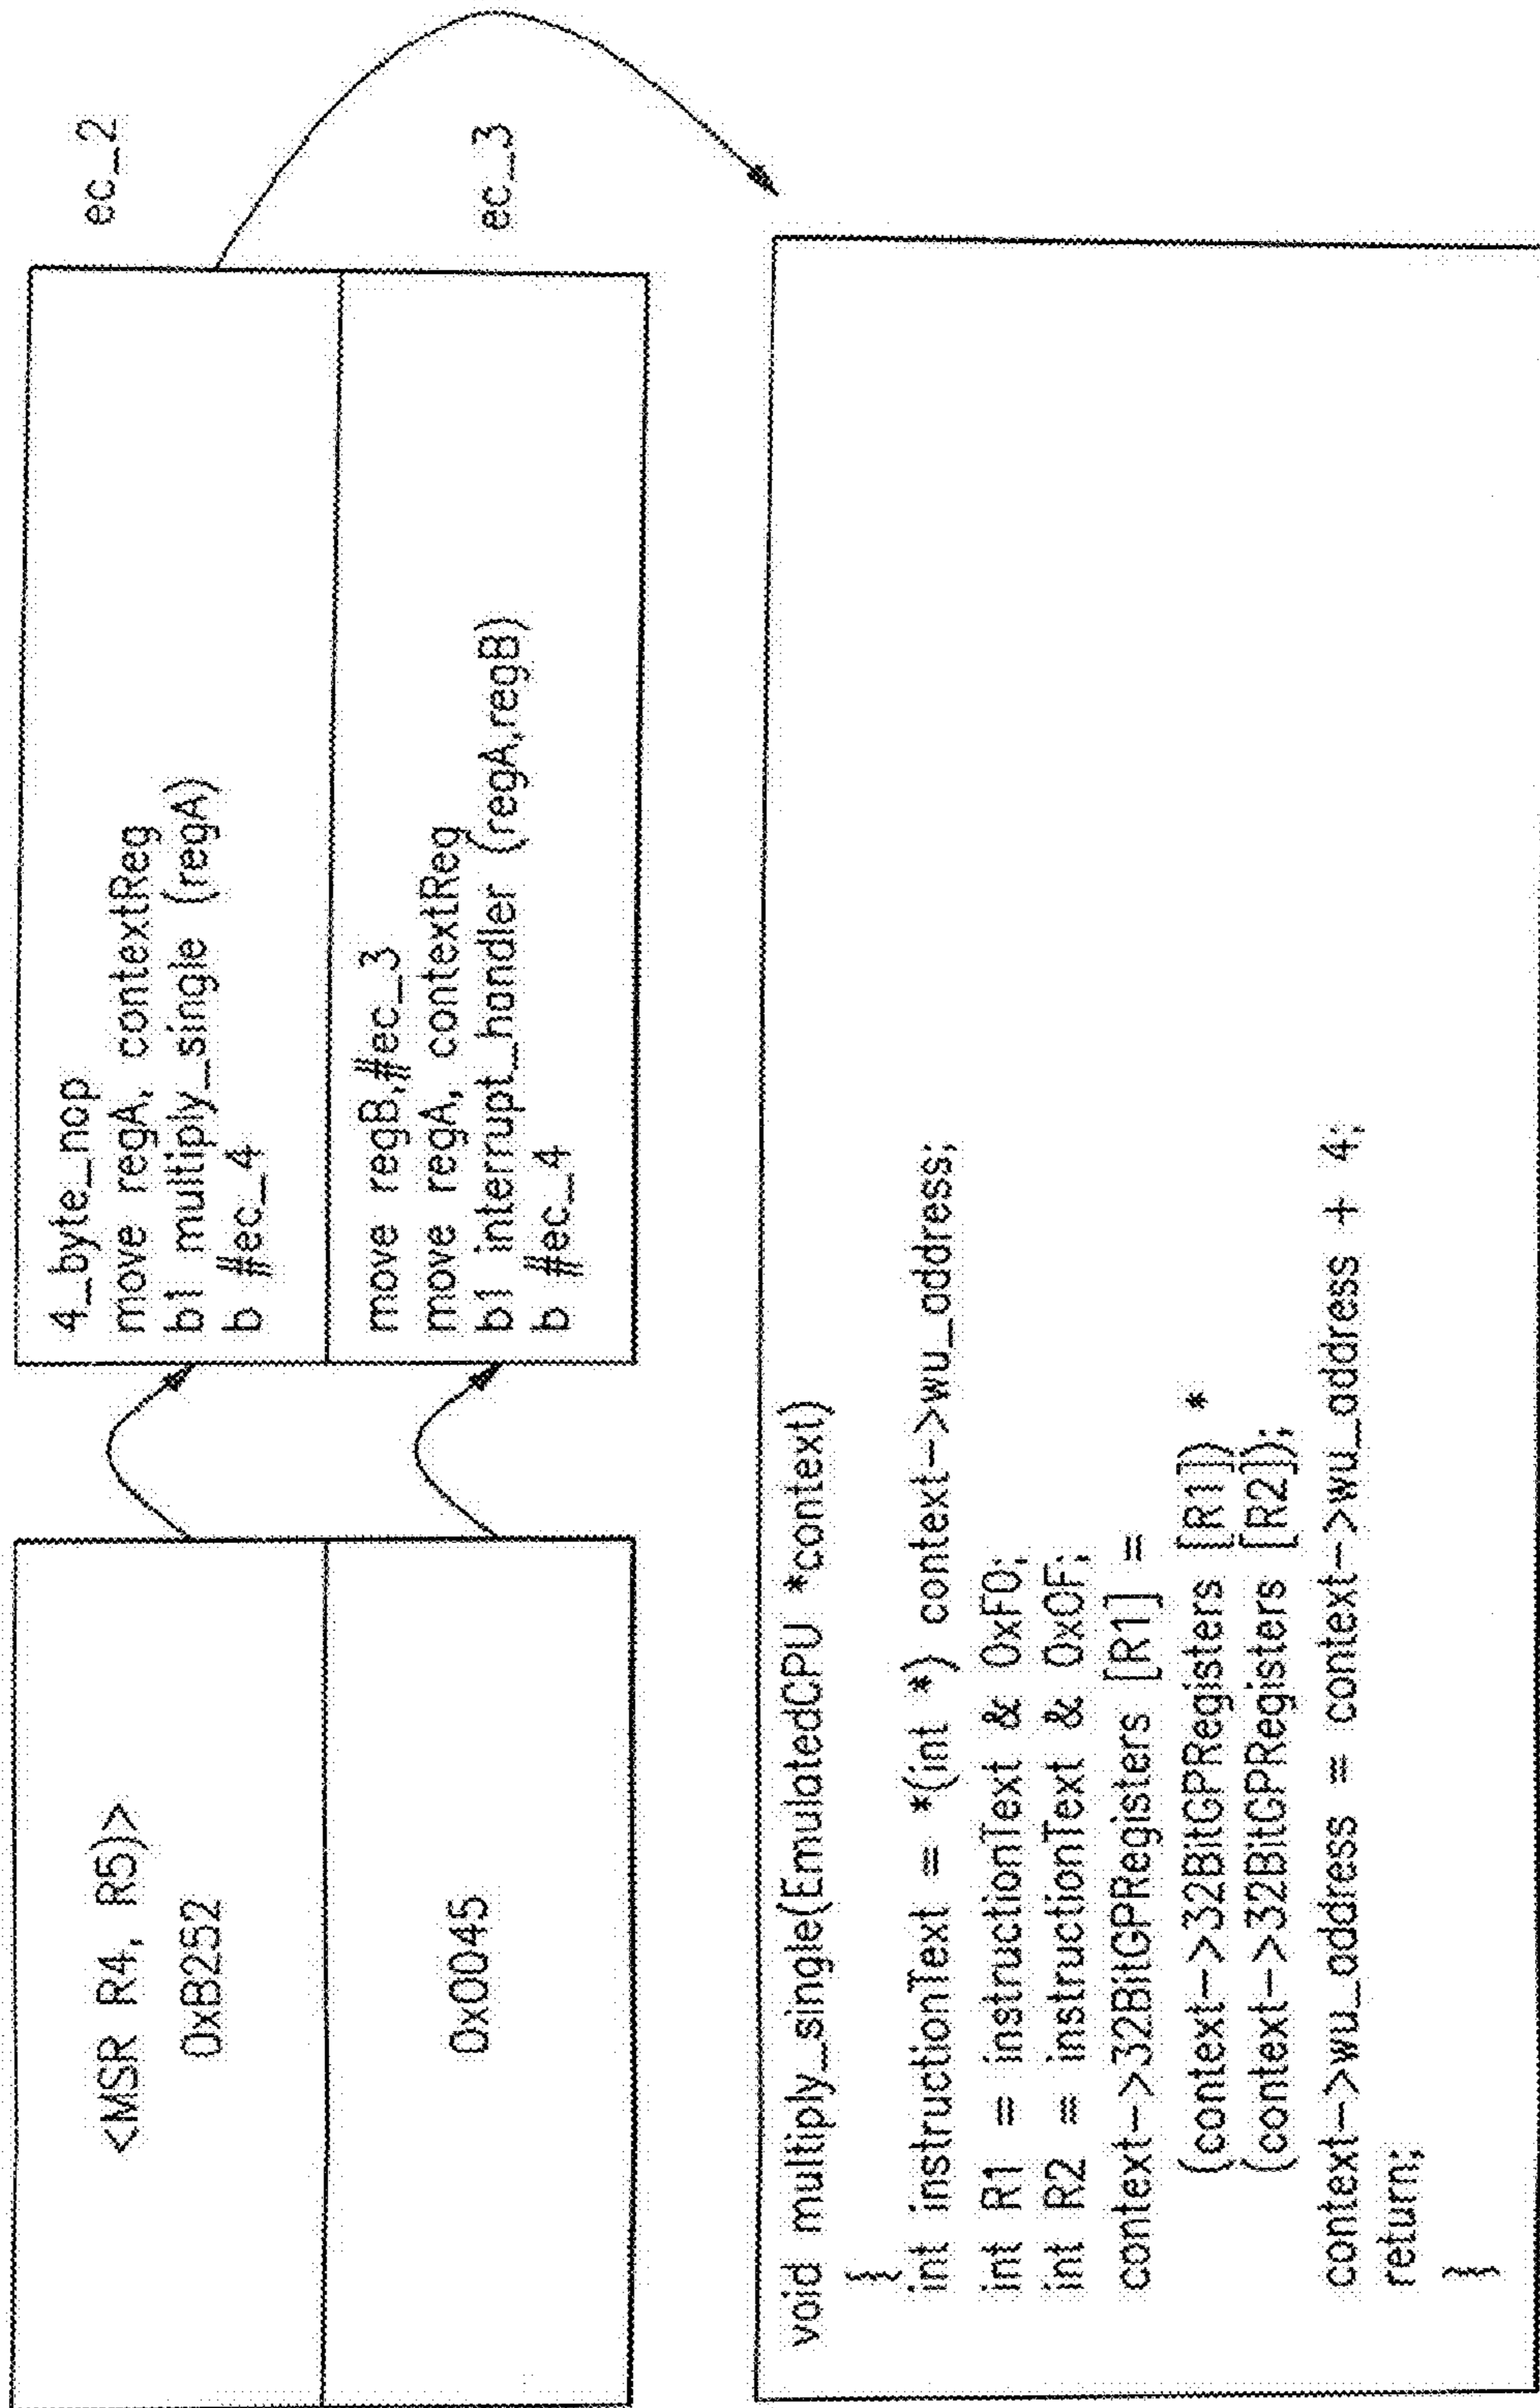 <MSR R4, R5)>
0xB252
0x0045
4_byte_nop
move regA, contextReg
b1 multiply_single (regA)
b #ec_4
ec_2
move regB,#ec_3
move regA, contextReg
b1 interrupt_handler (regA,regB)
b #ec_4
ec_3
void multiply_single(EmulatedCPU *context)
{
int instructionText = *(int *) context->wu_address;
int R1 = instructionText & 0xF0;
int R2 = instructionText & 0x0F;
context->32BitGPRegisters [R1] =
(context->32BitGPRegisters [R1]) *
(context->32BitGPRegisters [R2]);
context->wu_address = context->wu_address + 4;
return;
}